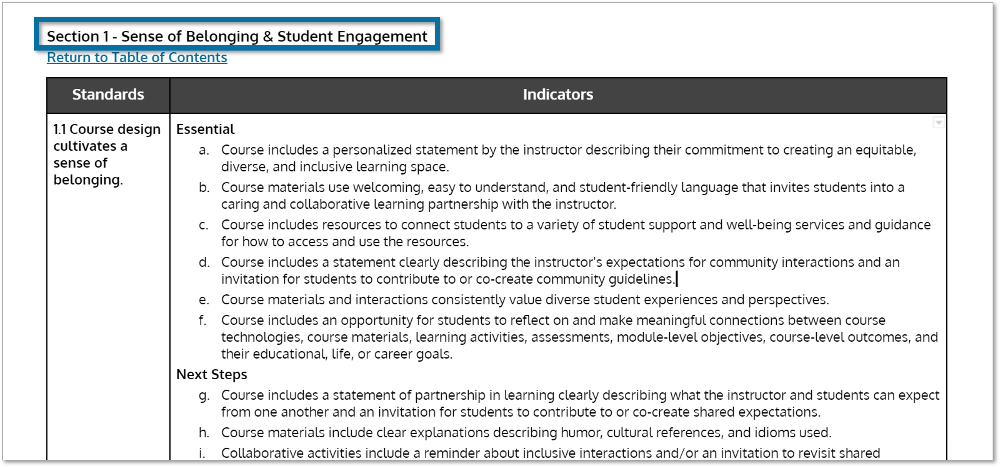 Section 1 - Sense of Belonging & Student Engagement
Return to Table of Contents
Standards
Indicators
1.1 Course design
cultivates a
sense of
belonging.
Essential
a. Course includes a personalized statement by the instructor describing their commitment to creating an equitable,
diverse, and inclusive learning space.
b. Course materials use welcoming, easy to understand, and student-friendly language that invites students into a
caring and collaborative learning partnership with the instructor.
c. Course includes resources to connect students to a variety of student support and well-being services and guidance
for how to access and use the resources.
d. Course includes a statement clearly describing the instructor's expectations for community interactions and an
invitation for students to contribute to or co-create community guidelines.
e. Course materials and interactions consistently value diverse student experiences and perspectives.
f. Course includes an opportunity for students to reflect on and make meaningful connections between course
technologies, course materials, learning activities, assessments, module-level objectives, course-level outcomes, and
their educational, life, or career goals.
Next Steps
g. Course includes a statement of partnership in learning clearly describing what the instructor and students can expect
from one another and an invitation for students to contribute to or co-create shared expectations.
h. Course materials include clear explanations describing humor, cultural references, and idioms used.
i. Collaborative activities include a reminder about inclusive interactions and/or an invitation to revisit shared